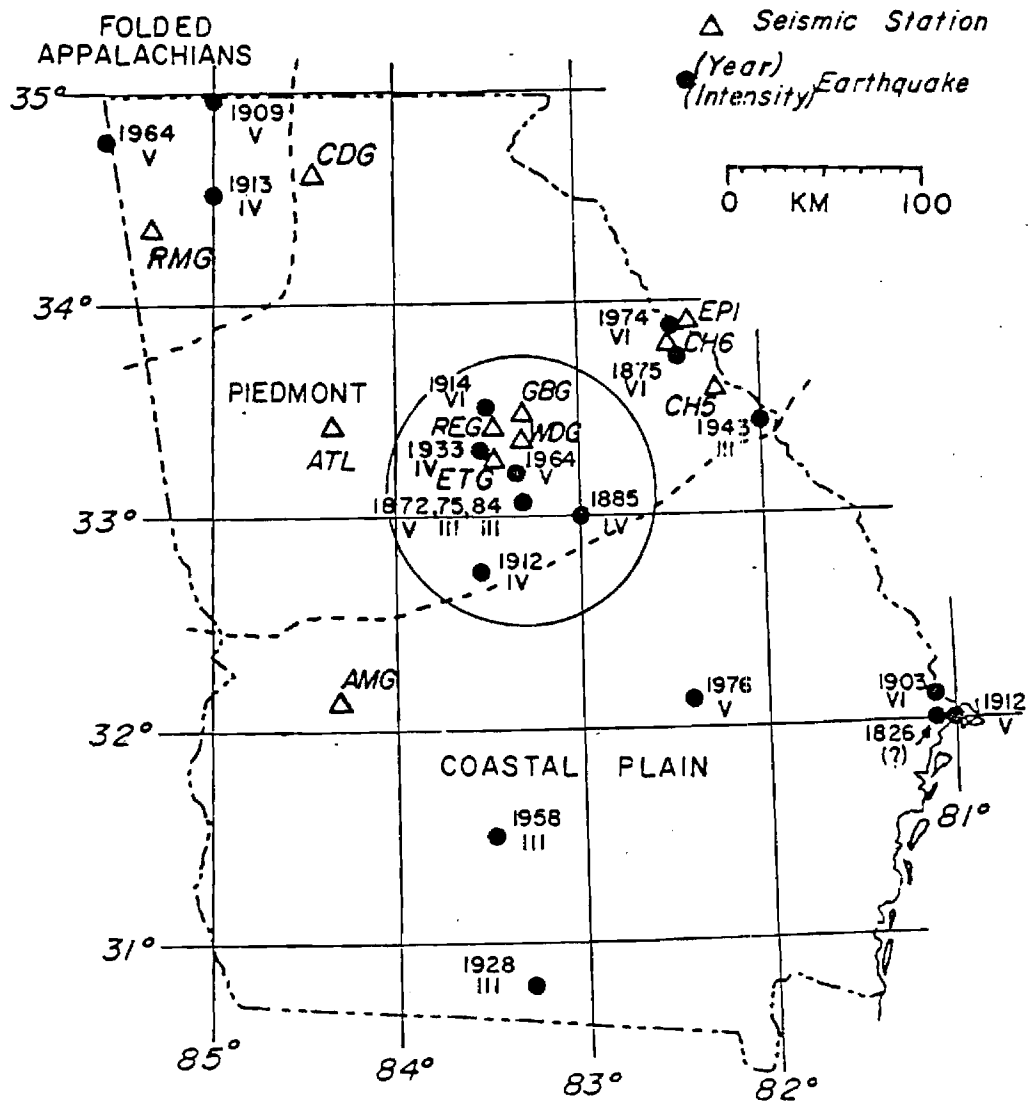 FOLDED
APPALACHIANS
Seismic Station
(Year)
(Intensity) Earthquake
0 KM 100
35°
1909
V
1964
V
CDG
1913
IV
RMG
34°
1974
VI
EPI
CH6
1875
VI
CH5
1943
III
PIEDMONT
ATL
1914
VI
GBG
REG
WDG
1933
IV
ETG
1964
V
1872, 75, 84
V III III
33°
1885
IV
1912
IV
AMG
1976
V
1903
VI
1912
V
1826
(?)
32°
COASTAL PLAIN
81°
1958
III
31°
1928
III
85°
84°
83°
82°